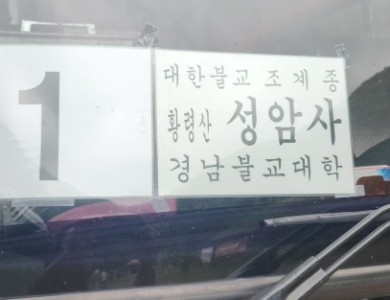 1
대한불교조계종
황령산 성암사
경남불교대학